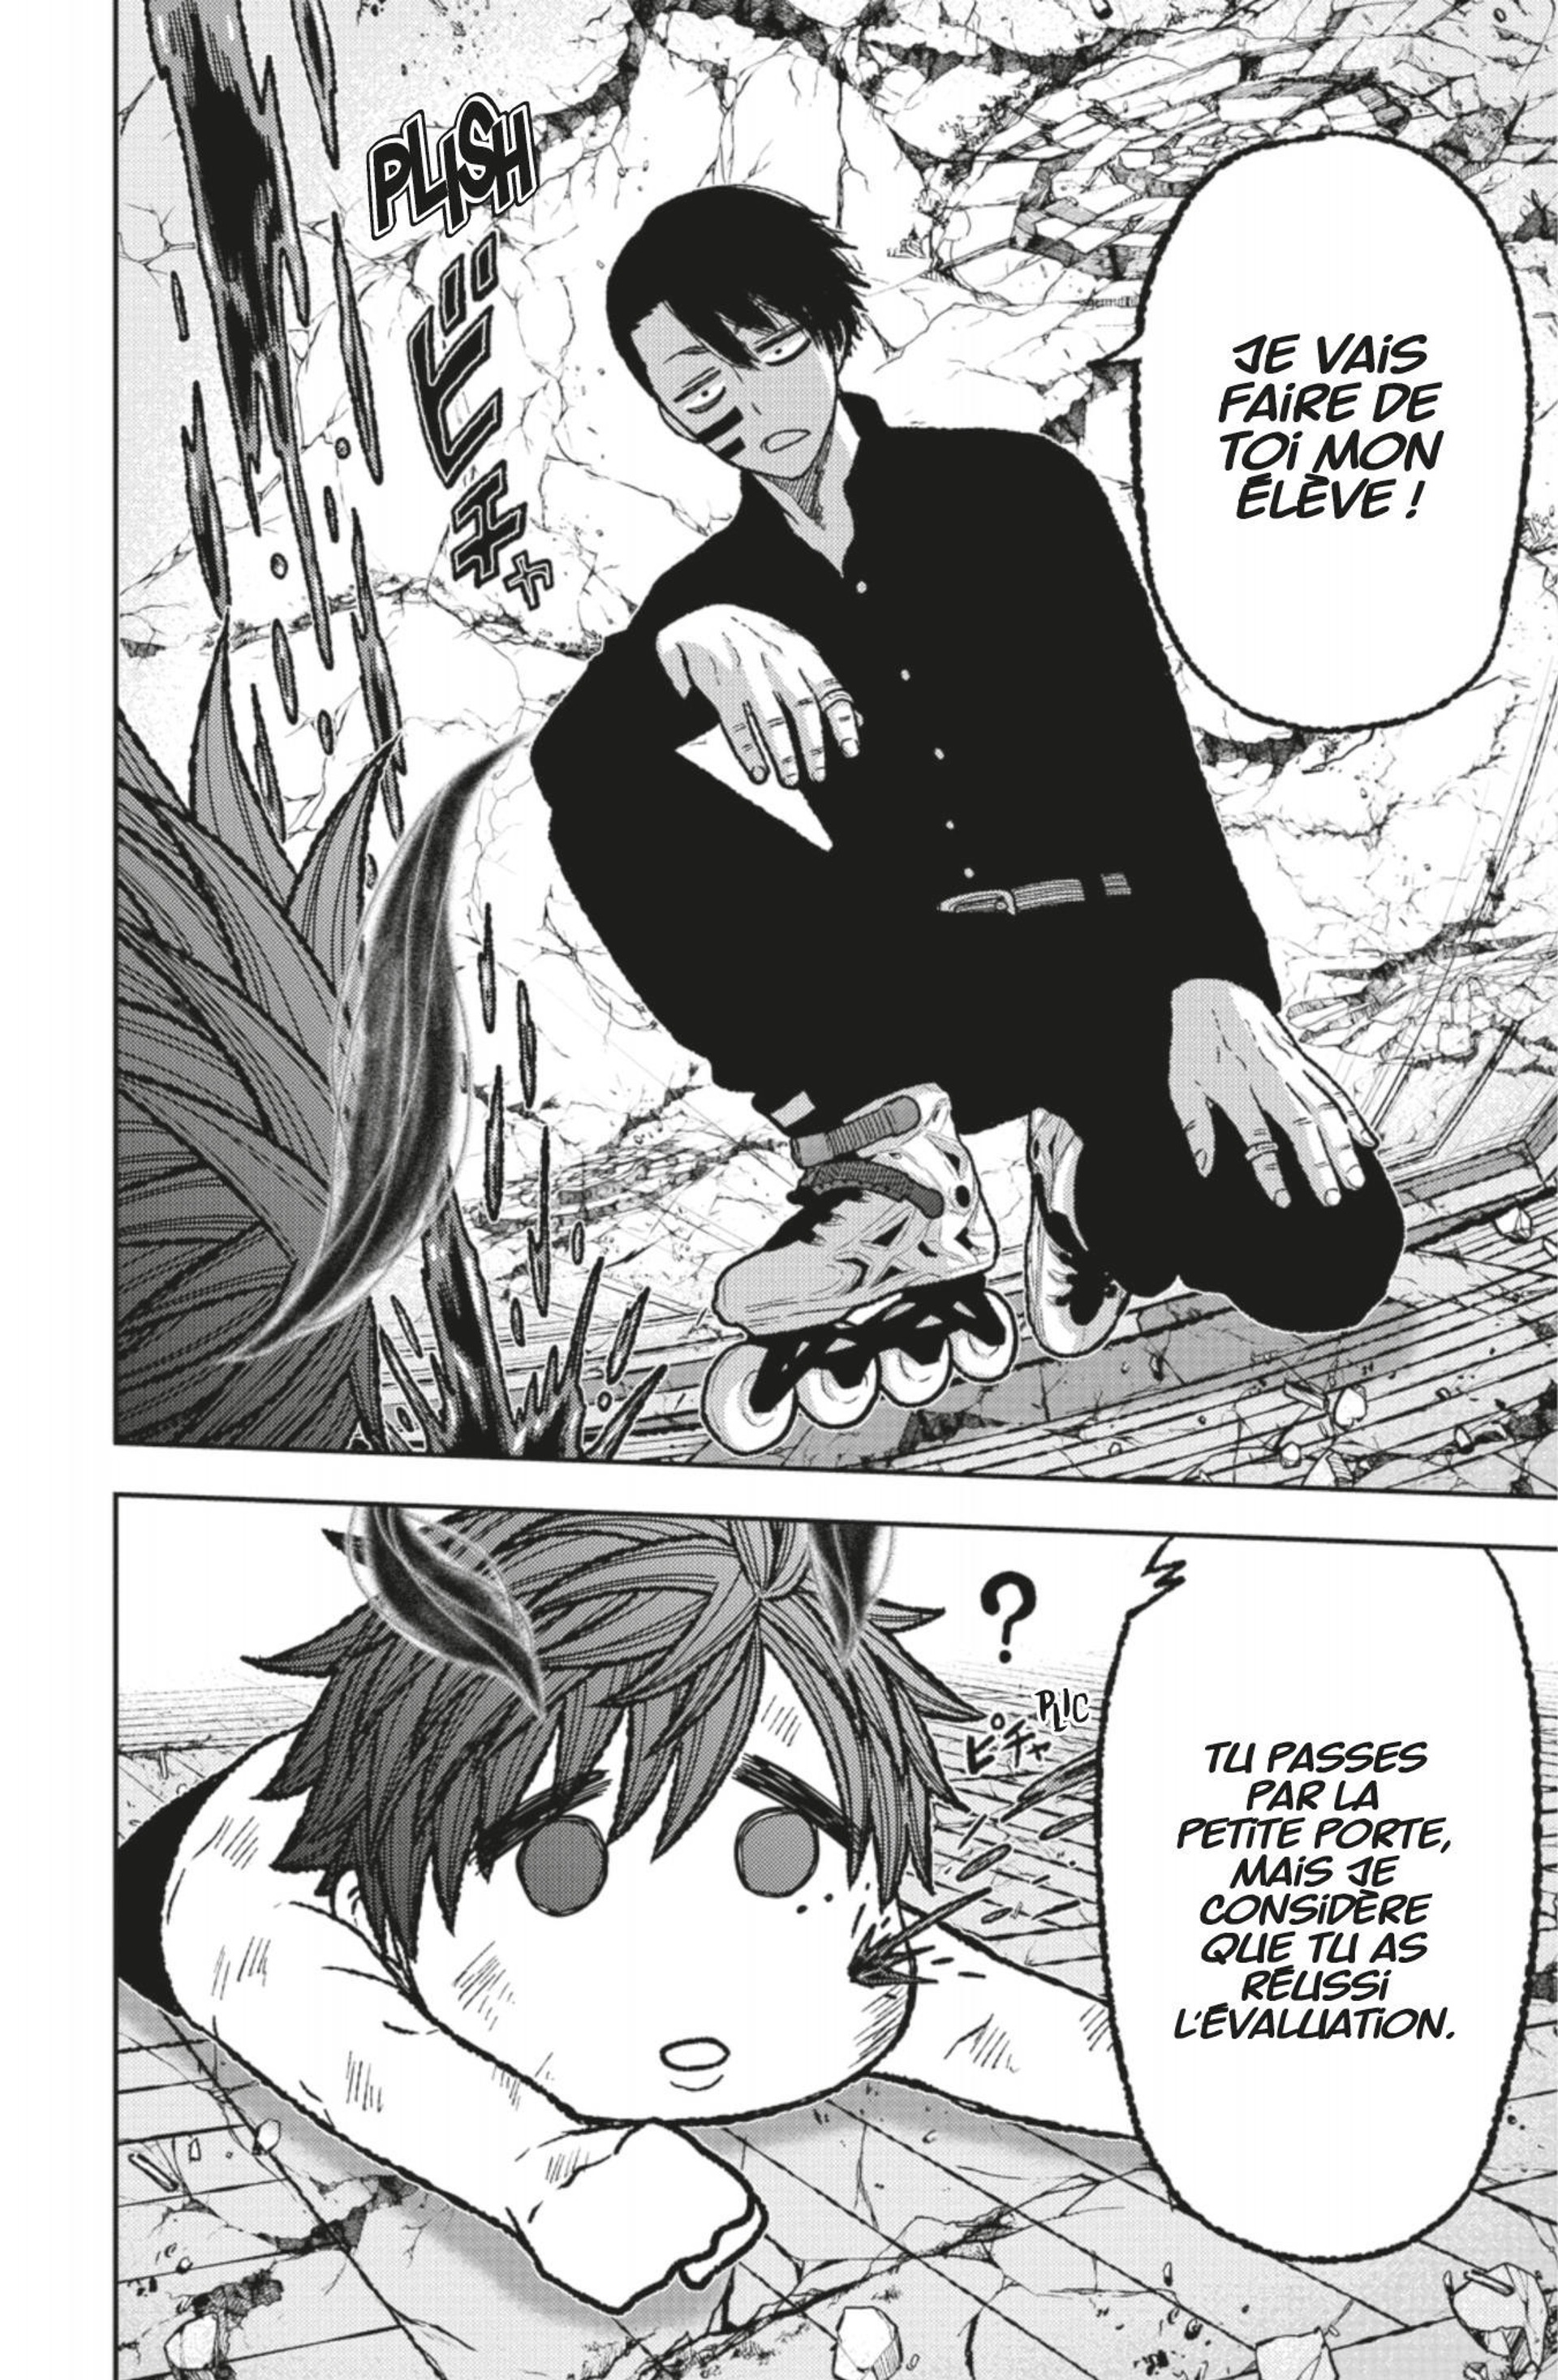 JE VAIS
FAIRE DE
TOI MON
ÉLÈVE !
PLISH
ビチャ
?
PLIC
ピチャ
TU PASSES
PAR LA
PETITE PORTE,
MAIS JE
CONSIDÈRE
QUE TU AS
RÉUSSI
L'ÉVALUATION.